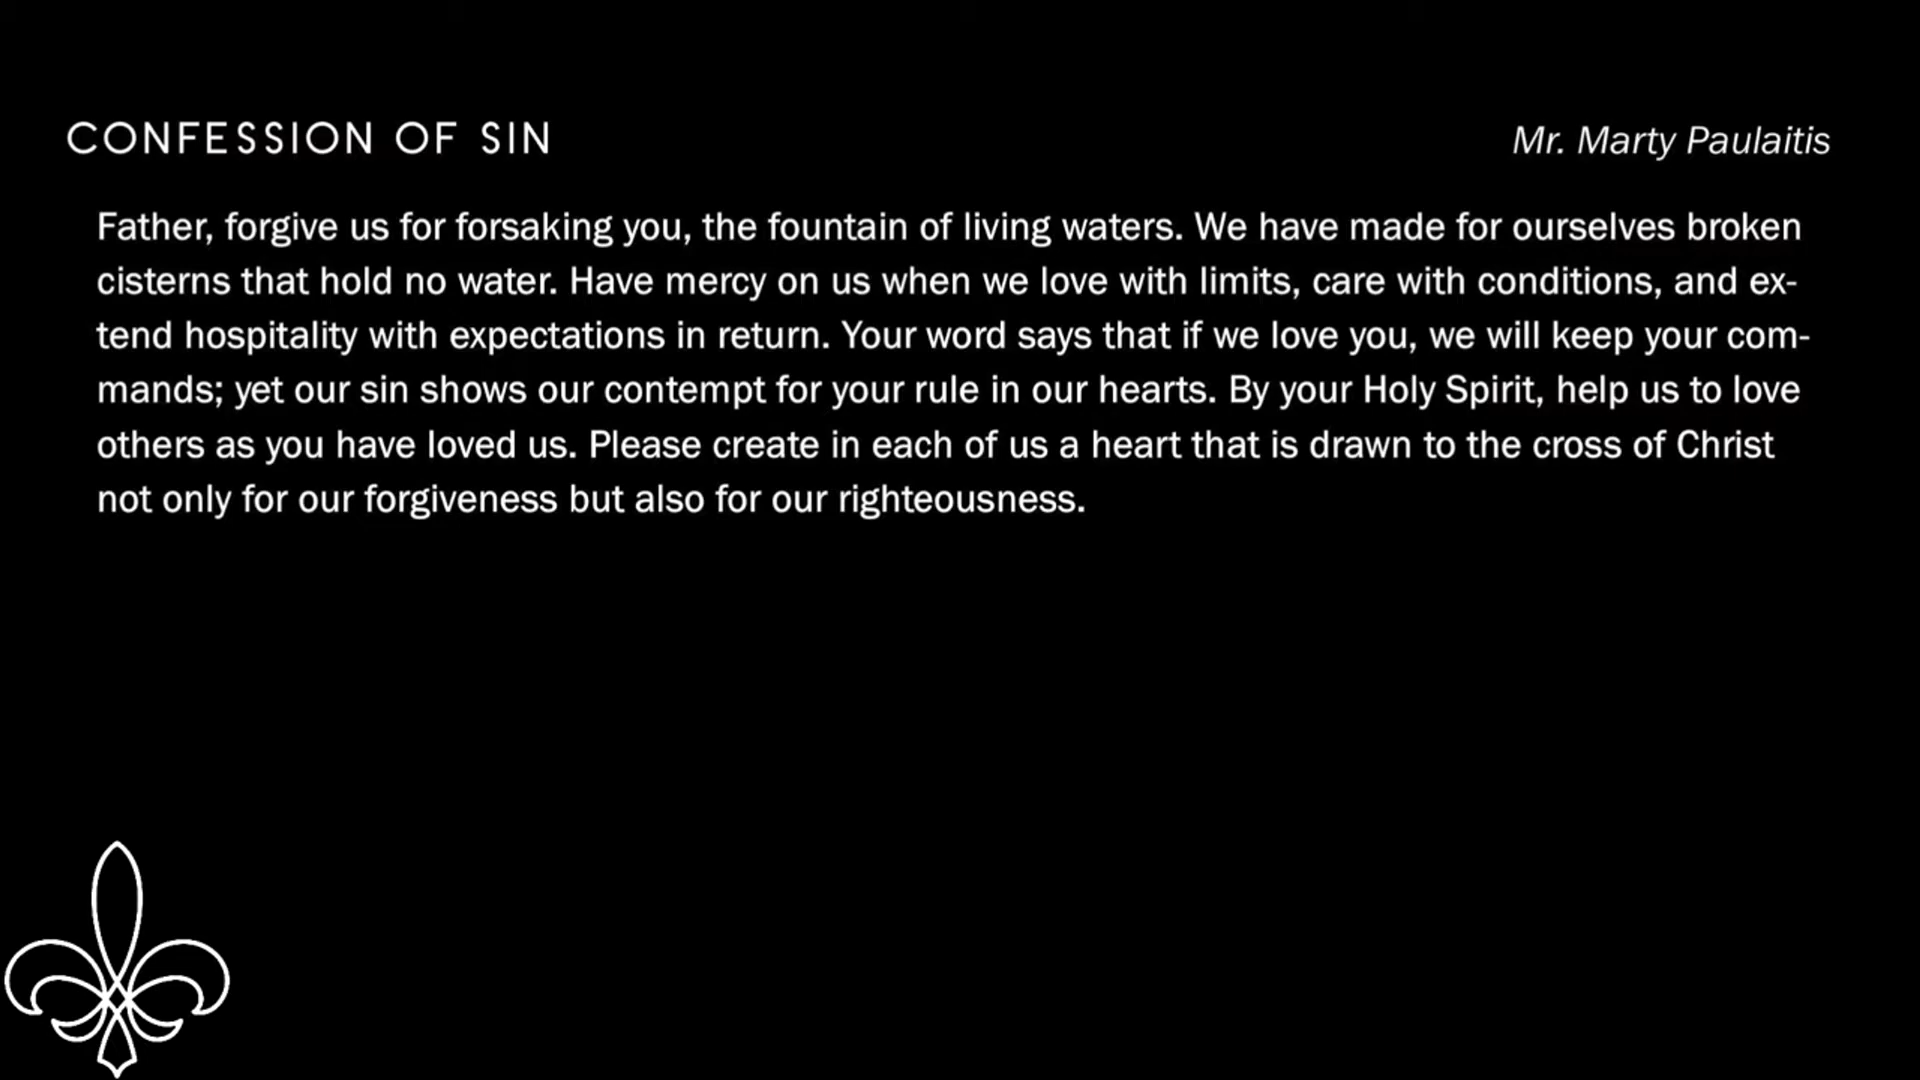 CONFESSION OF SIN
Mr. Marty Paulaitis
Father, forgive us for forsaking you, the fountain of living waters. We have made for ourselves broken
cisterns that hold no water. Have mercy on us when we love with limits, care with conditions, and ex-
tend hospitality with expectations in return. Your word says that if we love you, we will keep your com-
mands; yet our sin shows our contempt for your rule in our hearts. By your Holy Spirit, help us to love
others as you have loved us. Please create in each of us a heart that is drawn to the cross of Christ
not only for our forgiveness but also for our righteousness.